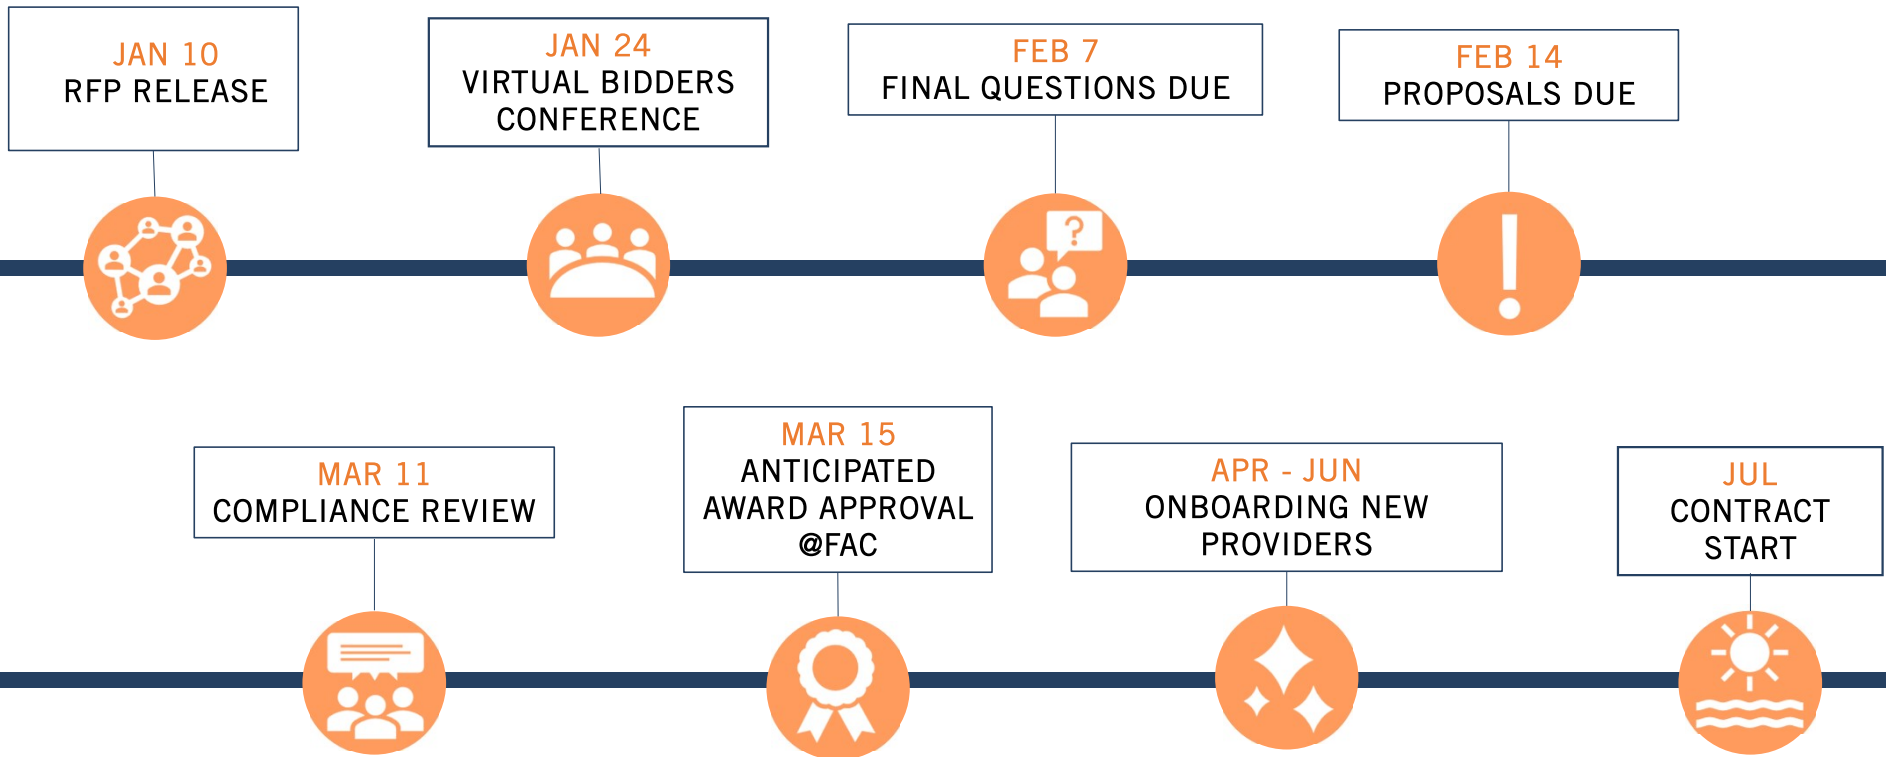 JAN 10
RFP RELEASE
JAN 24
VIRTUAL BIDDERS
CONFERENCE
FEB 7
FINAL QUESTIONS DUE
FEB 14
PROPOSALS DUE
?
MAR 11
COMPLIANCE REVIEW
MAR 15
ANTICIPATED
AWARD APPROVAL
@FAC
APR - JUN
ONBOARDING NEW
PROVIDERS
JUL
CONTRACT
START